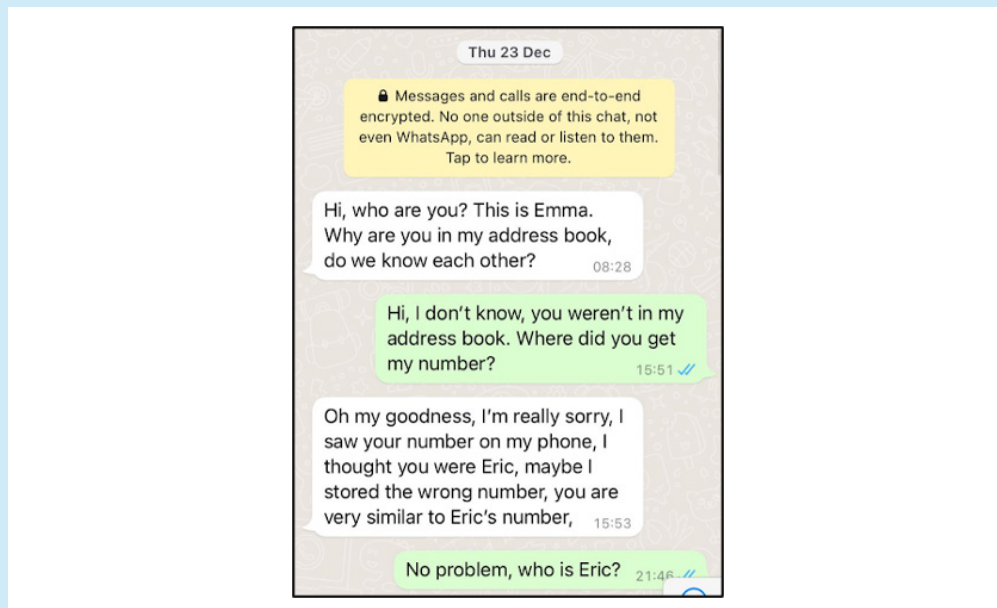 Thu 23 Dec
Messages and calls are end-to-end
encrypted. No one outside of this chat, not
even WhatsApp, can read or listen to them.
Tap to learn more.
Hi, who are you? This is Emma.
Why are you in my address book,
do we know each other? 08:28
Hi, I don't know, you weren't in my
address book. Where did you get
my number? 15:51
Oh my goodness, I'm really sorry, I
saw your number on my phone, I
thought you were Eric, maybe I
stored the wrong number, you are
very similar to Eric's number, 15:53
No problem, who is Eric? 21:46